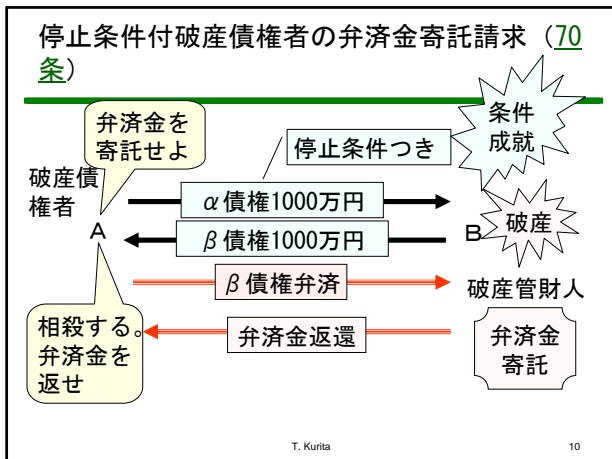 停止条件付破産債権者の弁済金寄託請求（70
条）
弁済金を
寄託せよ
条件
成就
停止条件つき
破産債
権者
α債権1000万円
A
β債権1000万円
B
破産
β債権弁済
破産管財人
相殺する。
弁済金を
返せ
弁済金返還
弁済金
寄託
T. Kurita
10